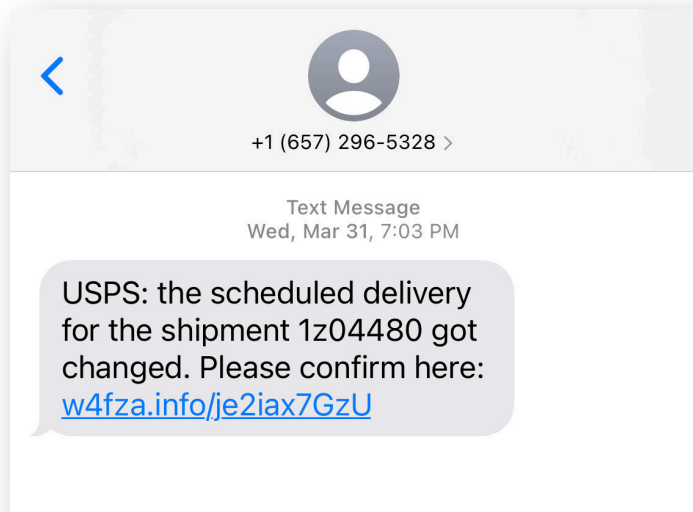 +1 (657) 296-5328 >
Text Message
Wed, Mar 31, 7:03 PM
USPS: the scheduled delivery
for the shipment 1z04480 got
changed. Please confirm here:
w4fza.info/je2iax7GzU